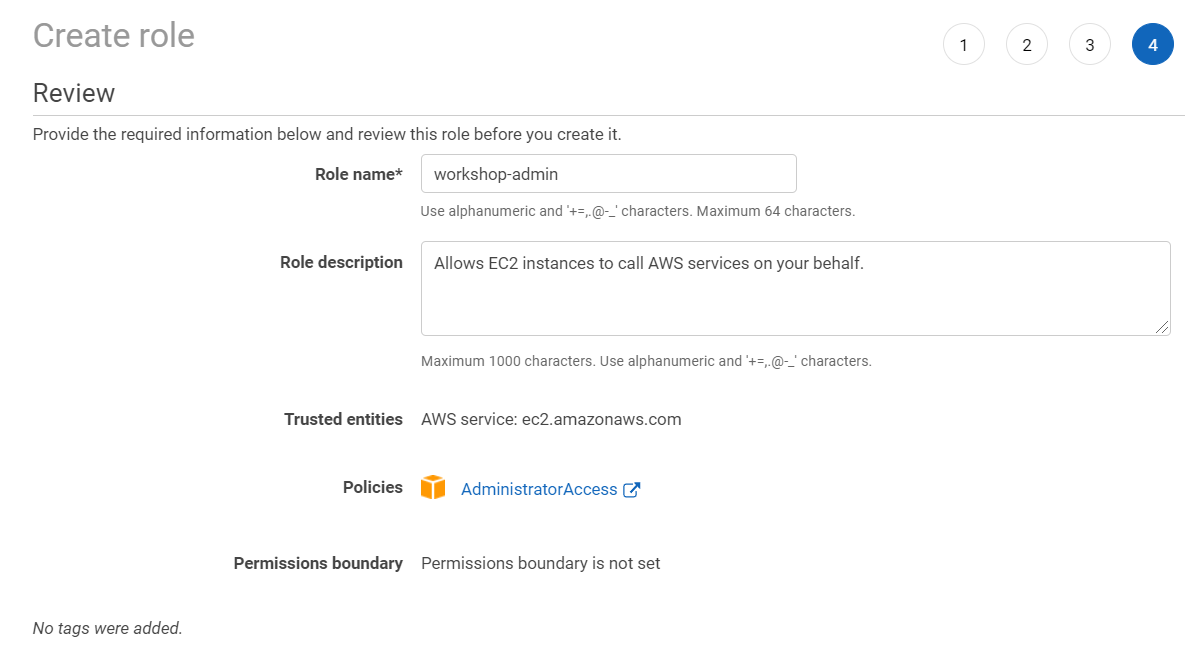 Create role
1 2 3 4
Review
Provide the required information below and review this role before you create it.
Role name* workshop-admin
Use alphanumeric and '+=,.@-_' characters. Maximum 64 characters.
Role description Allows EC2 instances to call AWS services on your behalf.
Maximum 1000 characters. Use alphanumeric and '+=,.@-_' characters.
Trusted entities AWS service: ec2.amazonaws.com
Policies AdministratorAccess
Permissions boundary Permissions boundary is not set
No tags were added.